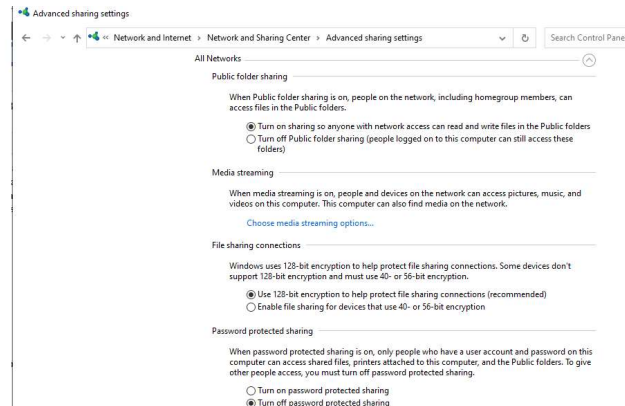 Advanced sharing settings
« Network and Internet › Network and Sharing Center › Advanced sharing settings
Search Control Pane
All Networks
Public folder sharing
When Public folder sharing is on, people on the network, including homegroup members, can
access files in the Public folders.
Turn on sharing so anyone with network access can read and write files in the Public folders
Turn off Public folder sharing (people logged on to this computer can still access these
folders)
Media streaming
When media streaming is on, people and devices on the network can access pictures, music, and
videos on this computer. This computer can also find media on the network.
Choose media streaming options...
File sharing connections
Windows uses 128-bit encryption to help protect file sharing connections. Some devices don't
support 128-bit encryption and must use 40- or 56-bit encryption.
Use 128-bit encryption to help protect file sharing connections (recommended)
Enable file sharing for devices that use 40- or 56-bit encryption
Password protected sharing
When password protected sharing is on, only people who have a user account and password on this
computer can access shared files, printers attached to this computer, and the Public folders. To give
other people access, you must turn off password protected sharing.
Turn on password protected sharing
Turn off password protected sharing